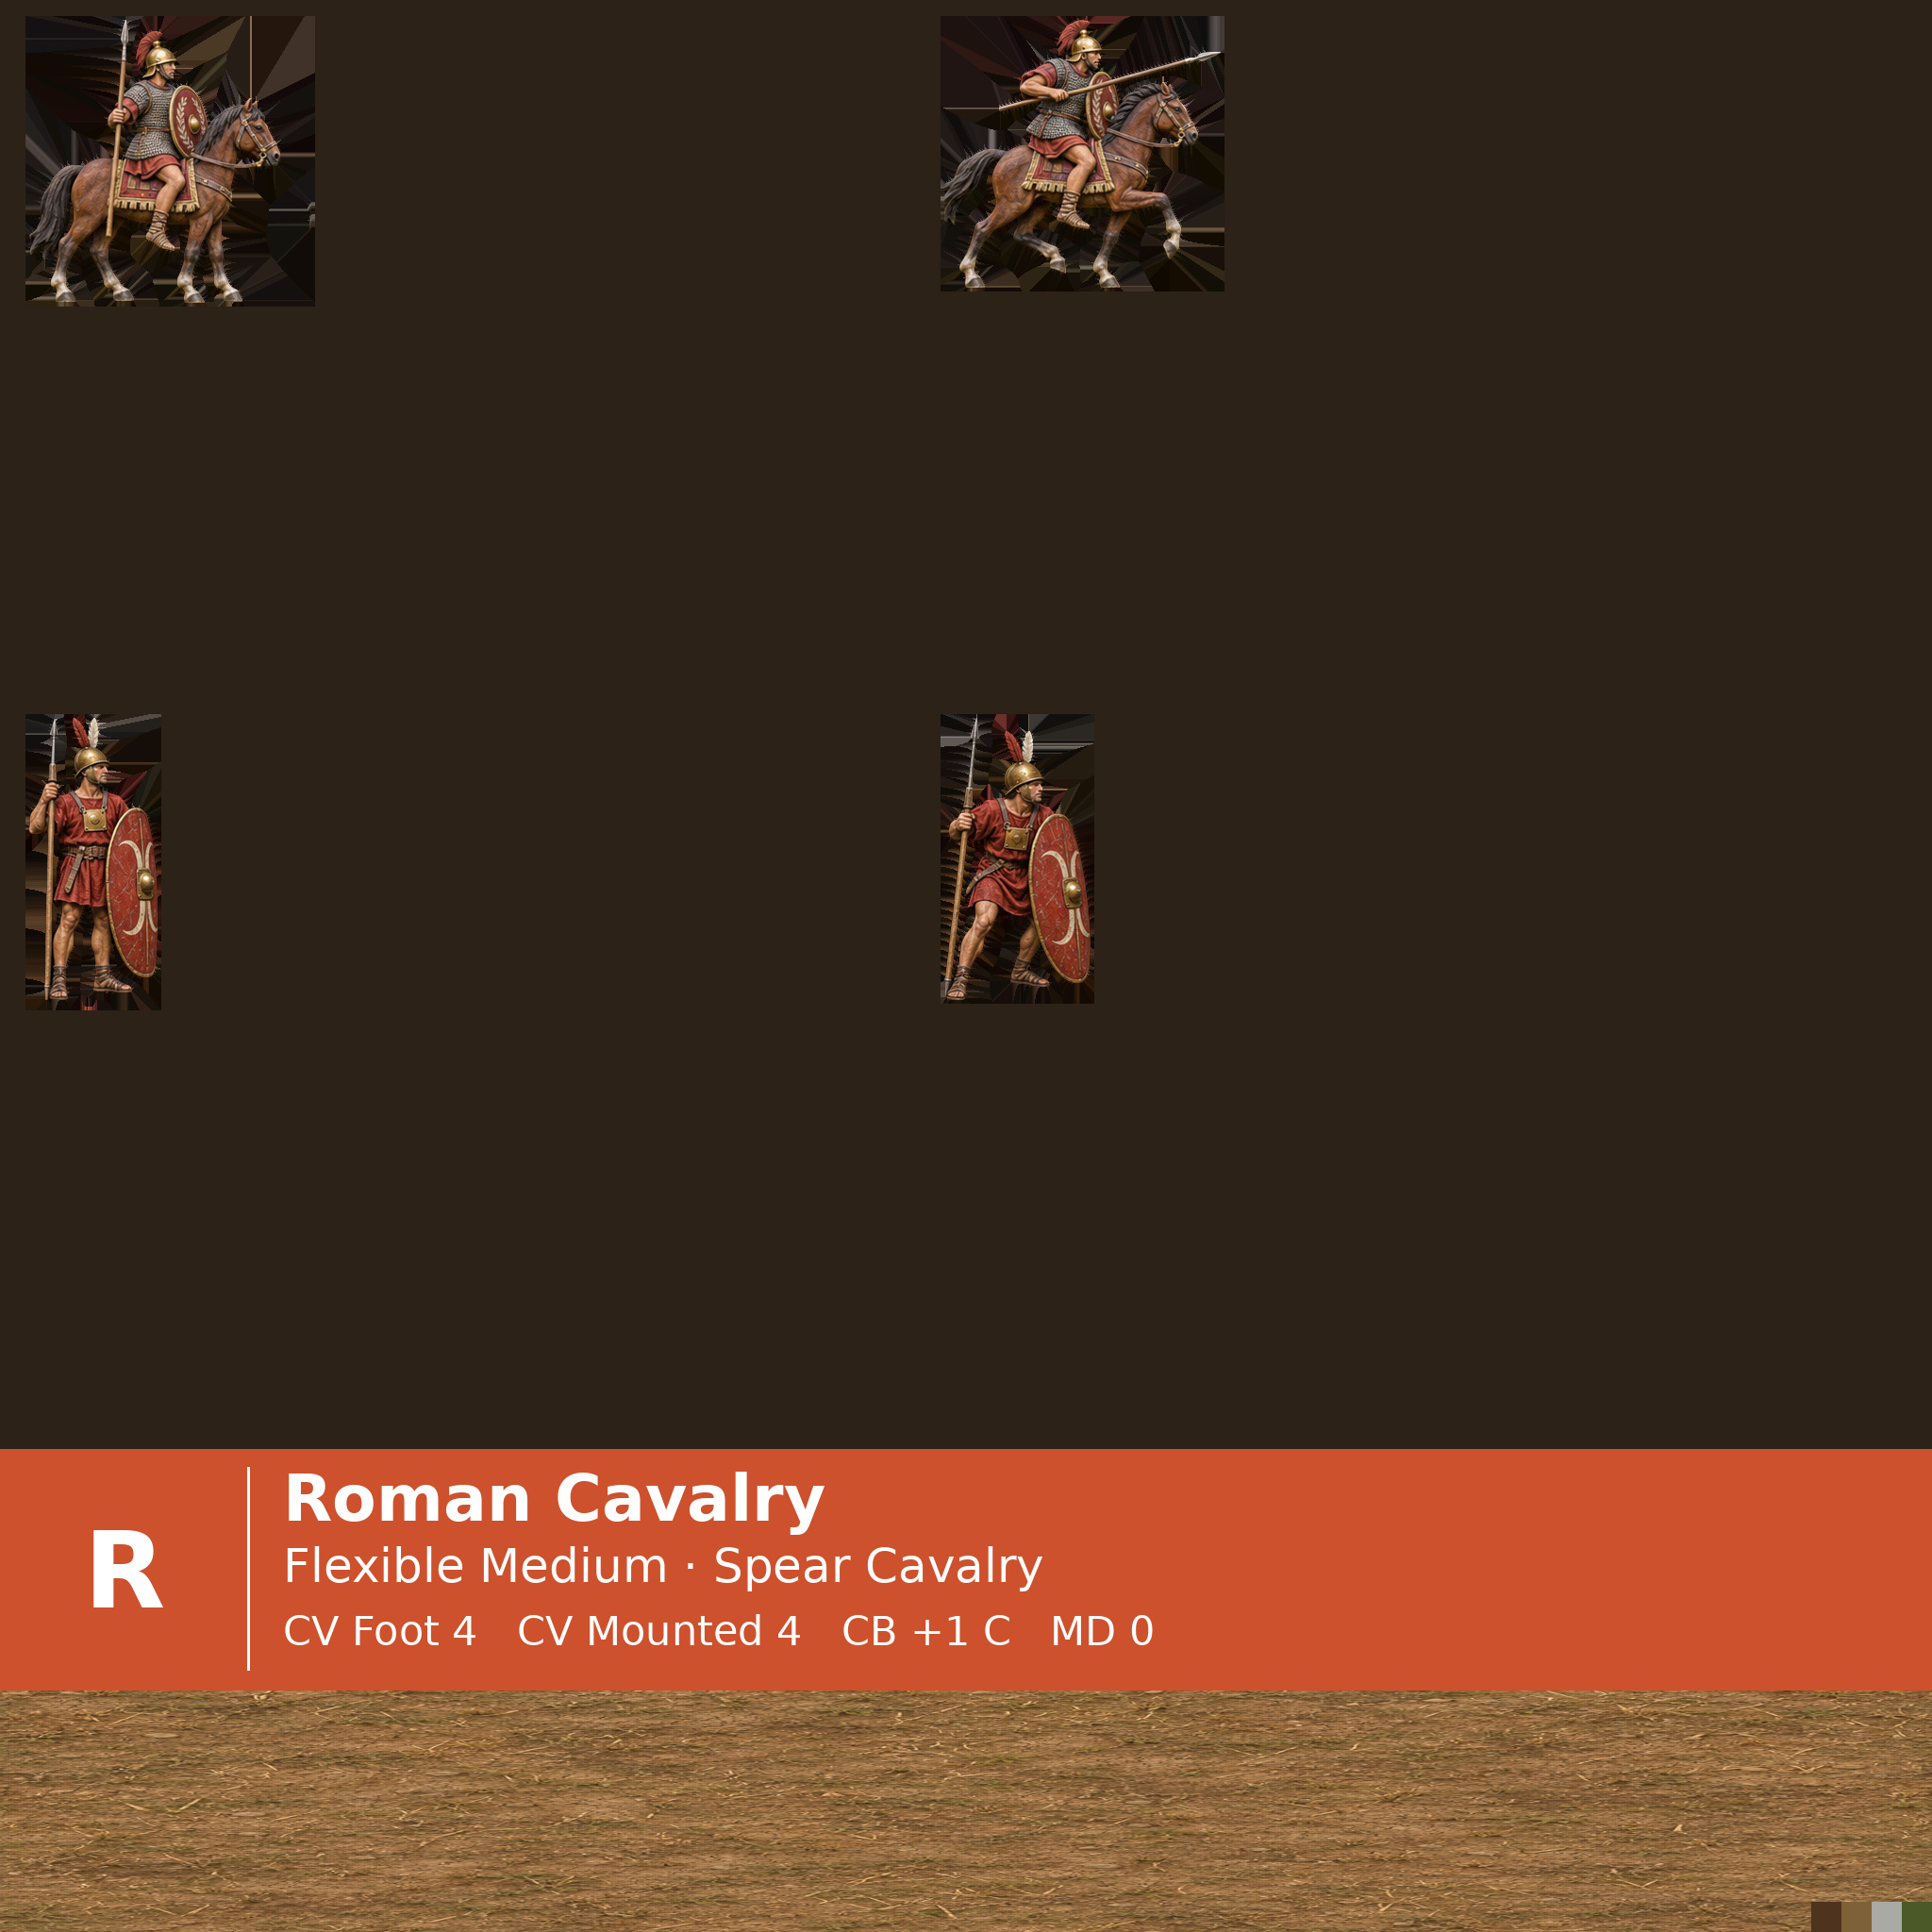 R
Roman Cavalry
Flexible Medium · Spear Cavalry
CV Foot 4   CV Mounted 4   CB +1 C   MD 0